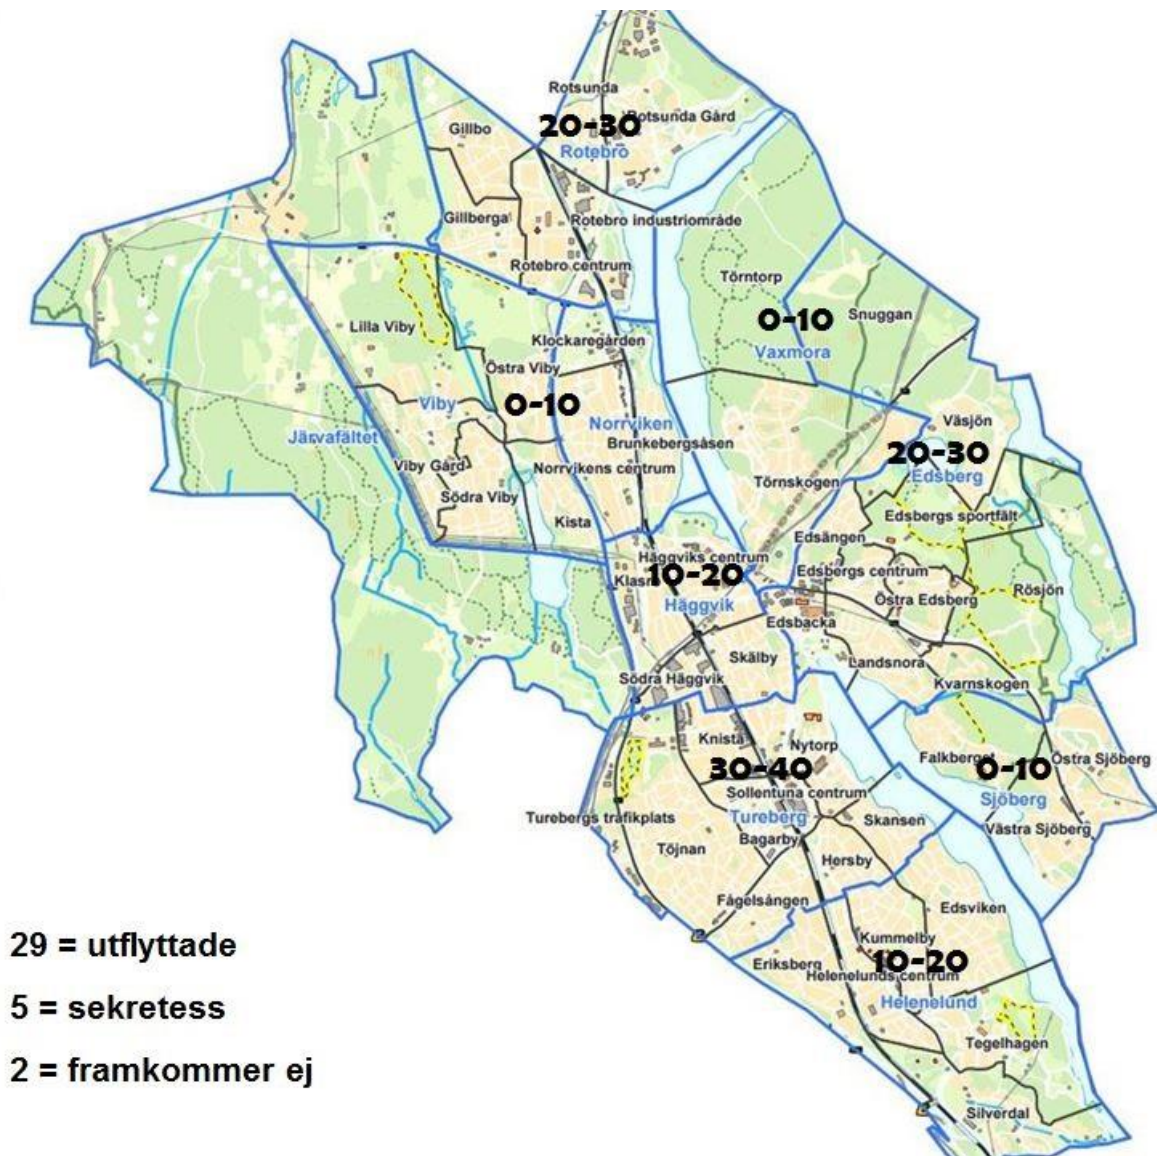 Rotsunda
Rotsunda Gård
20-30
Rotebro
Gillbo
Gillberga
Rotebro industriområde
Rotebro centrum
Törntorp
0-10
Snuggan
Vaxmora
Lilla Viby
Klockaregården
Östra Viby
Viby
0-10
Norrviken
Järvafältet
Brunkebergsåsen
Väsjön
20-30
Edsberg
Viby Gård
Norrvikens centrum
Södra Viby
Törnskogen
Kista
Edsbergs sportfält
Edsängen
Häggviks centrum
10-20
Edsbergs centrum
Häggvik
Östra Edsberg
Rösjön
Edsbacka
Skälby
Landsnora
Södra Häggvik
Kvarnskogen
Knista
Nytorp
30-40
Falkberget
0-10
Östra Sjöberg
Sollentuna centrum
Sjöberg
Turebergs trafikplats
Tureberg
Skansen
Västra Sjöberg
Bagarby
Töjnan
Hersby
Fågelsången
Edsviken
Kummelby
10-20
Eriksberg
Helenelunds centrum
Helenelund
Tegelhagen
Silverdal
29 = utflyttade
5 = sekretess
2 = framkommer ej